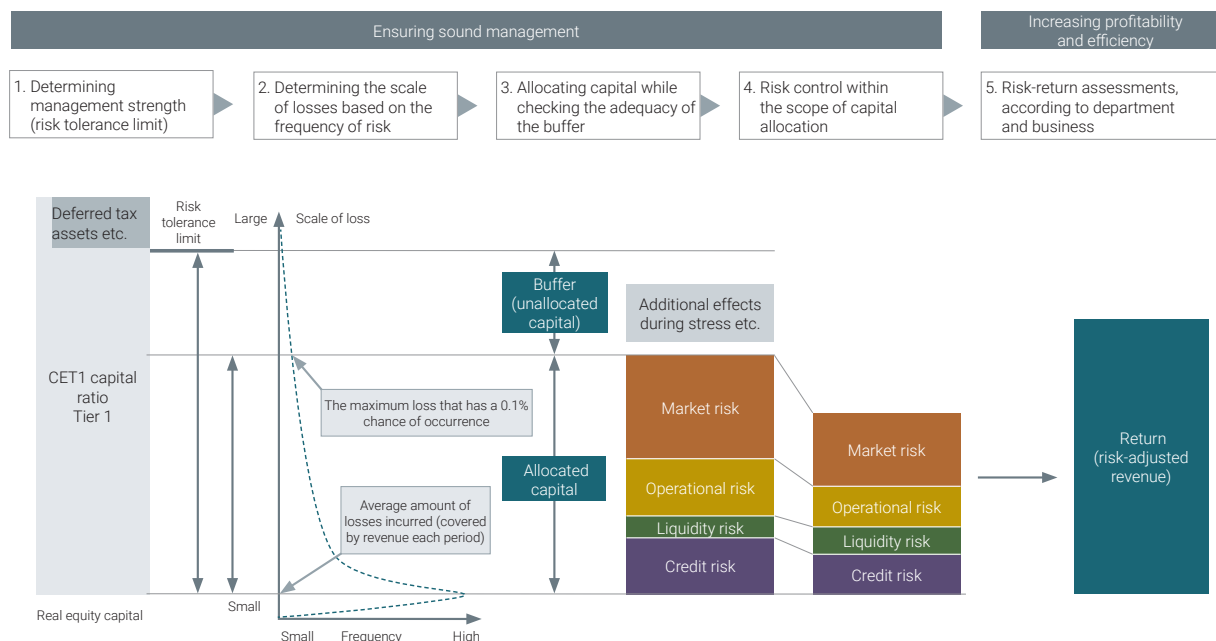 Ensuring sound management
Increasing profitability
and efficiency
1. Determining
management strength
(risk tolerance limit)
2. Determining the scale
of losses based on the
frequency of risk
3. Allocating capital while
checking the adequacy of
the buffer
4. Risk control within
the scope of capital
allocation
5. Risk-return assessments,
according to department
and business
Deferred tax
assets etc.
Risk
tolerance
limit
Large
Scale of loss
Buffer
(unallocated
capital)
Additional effects
during stress etc.
CET1 capital
ratio
Tier 1
The maximum loss that has a 0.1%
chance of occurrence
Market risk
Market risk
Return
(risk-adjusted
revenue)
Allocated
capital
Operational risk
Operational risk
Average amount of
losses incurred (covered
by revenue each period)
Liquidity risk
Liquidity risk
Credit risk
Credit risk
Real equity capital
Small
Small
Frequency
High